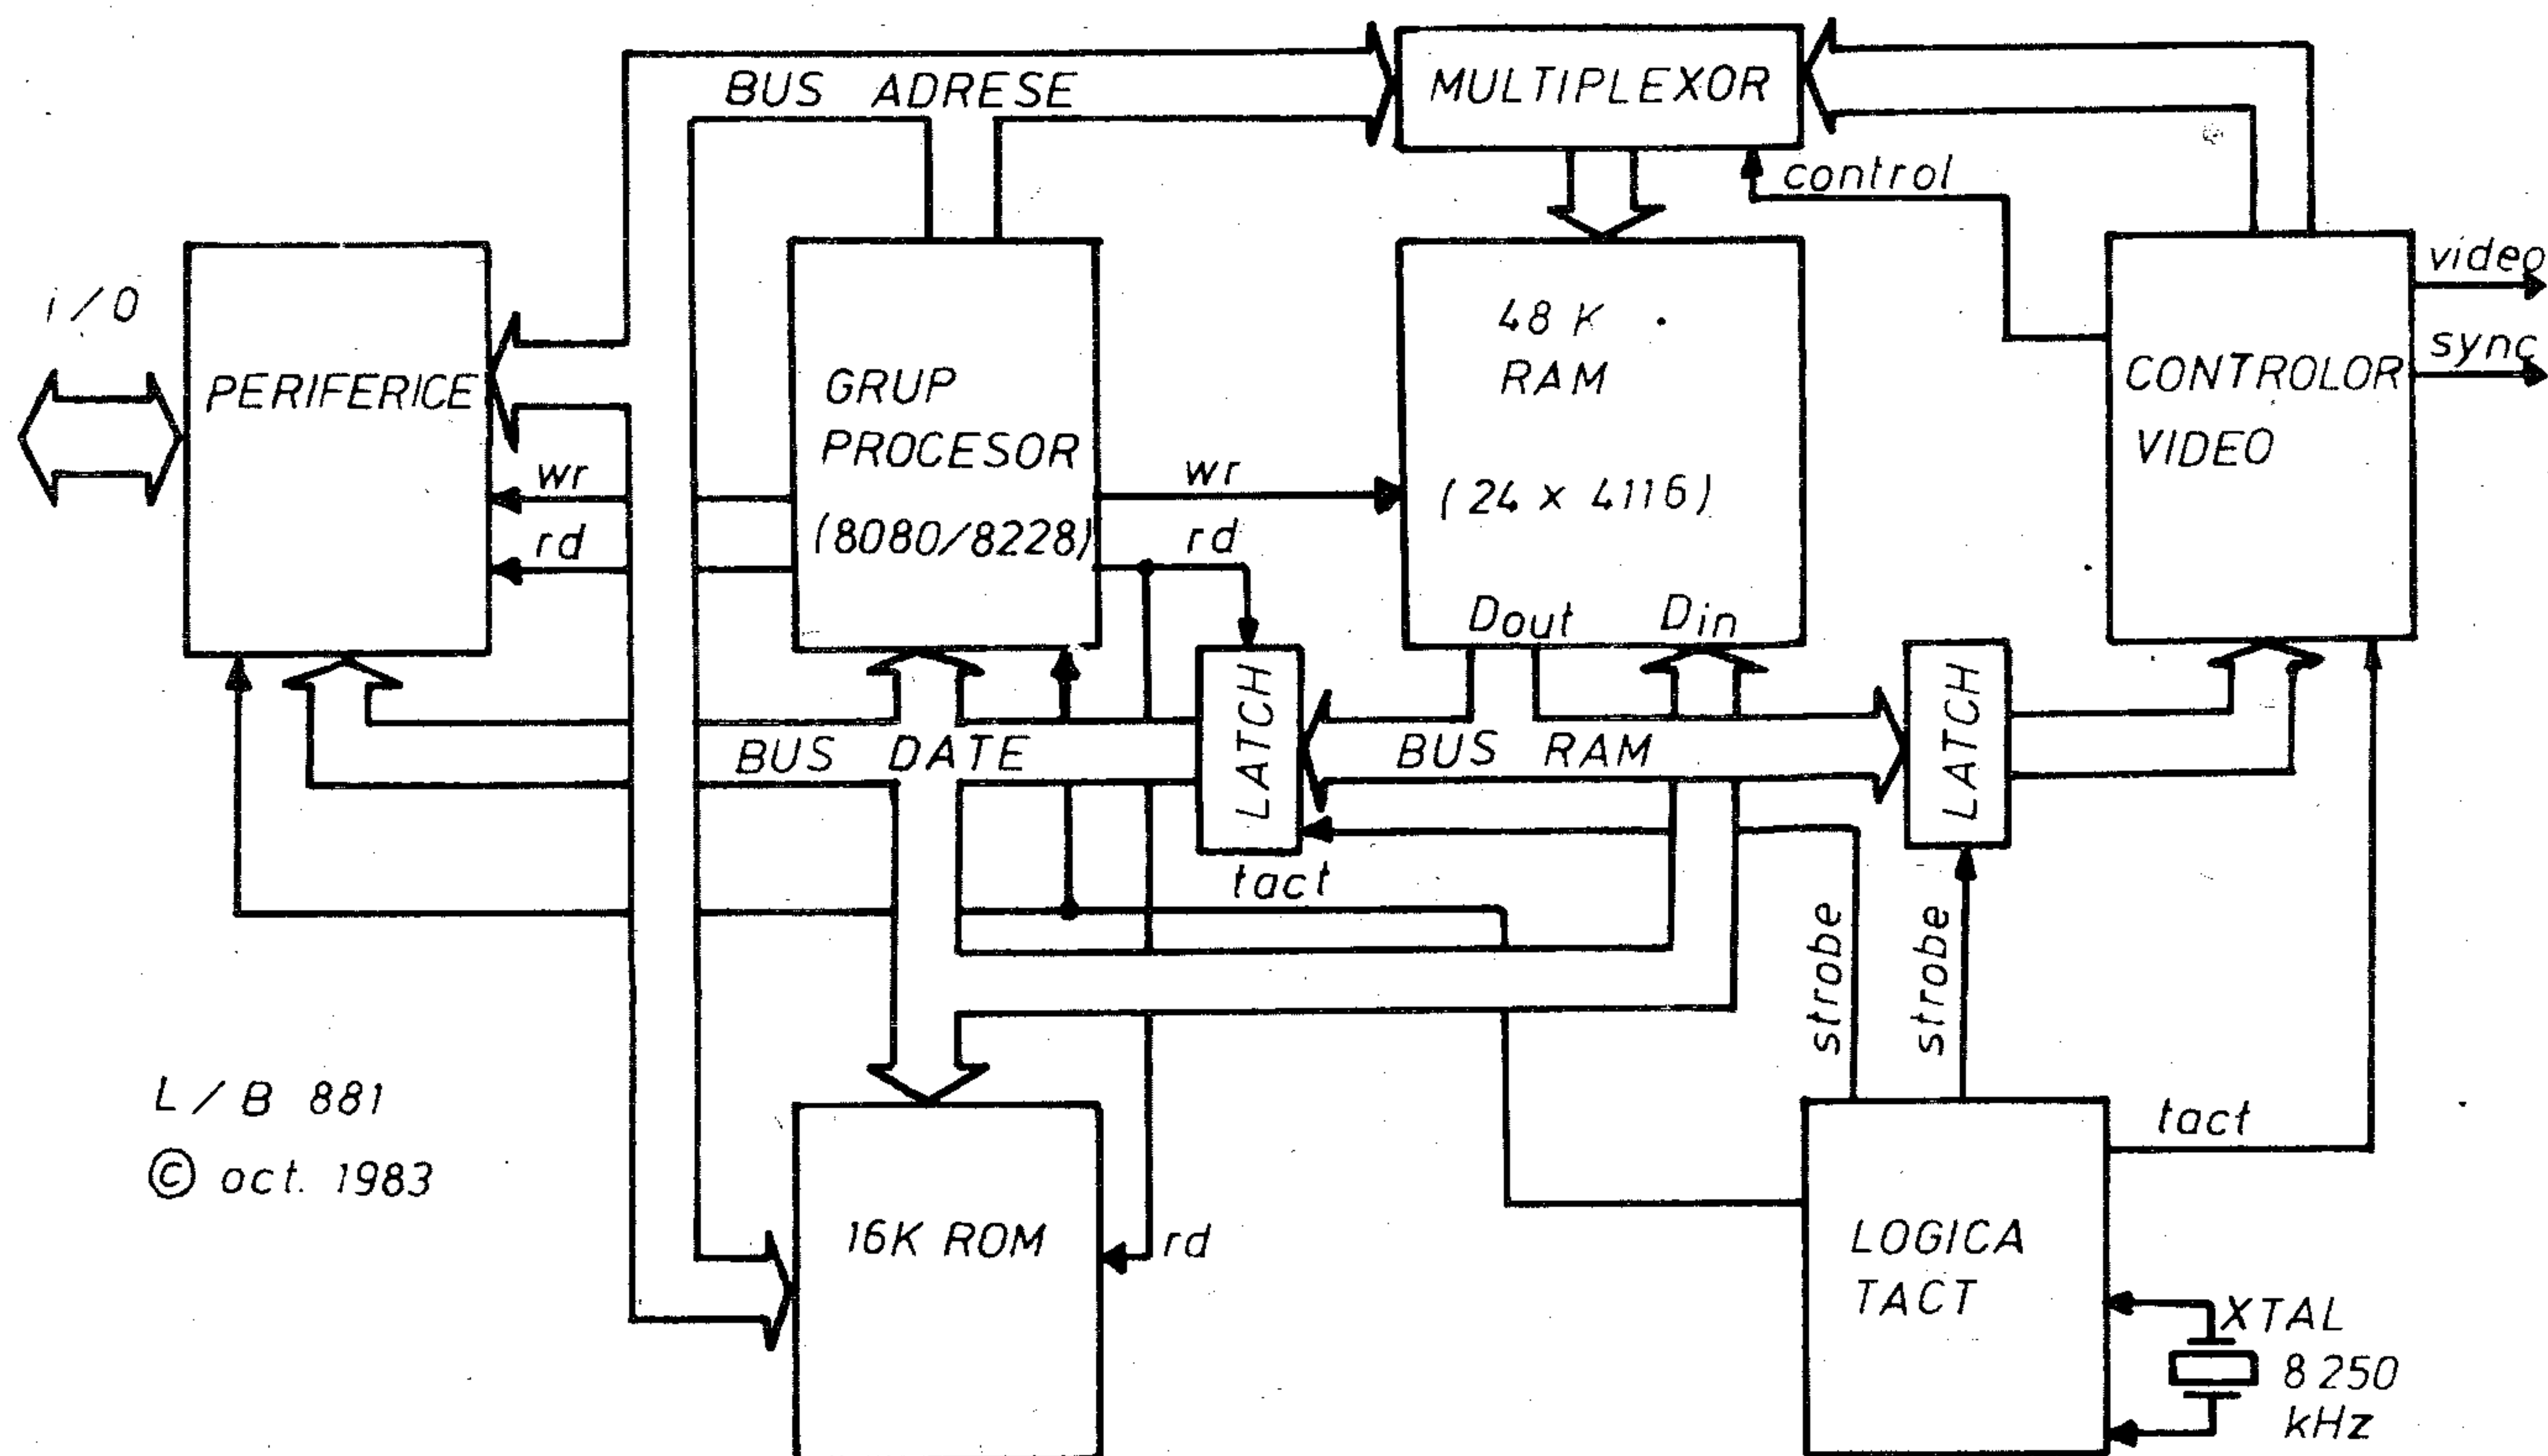 BUS ADRESE
MULTIPLEXOR
control
i/O
PERIFERICE
wr
rd
GRUP
PROCESOR
(8080/8228)
wr
rd
48 K
RAM
(24 x 4116)
Dout Din
video
sync
CONTROLOR
VIDEO
BUS DATE
LATCH
BUS RAM
LATCH
tact
strobe
strobe
tact
L/B 881
© oct. 1983
16K ROM
rd
LOGICA
TACT
XTAL
8 250
kHz